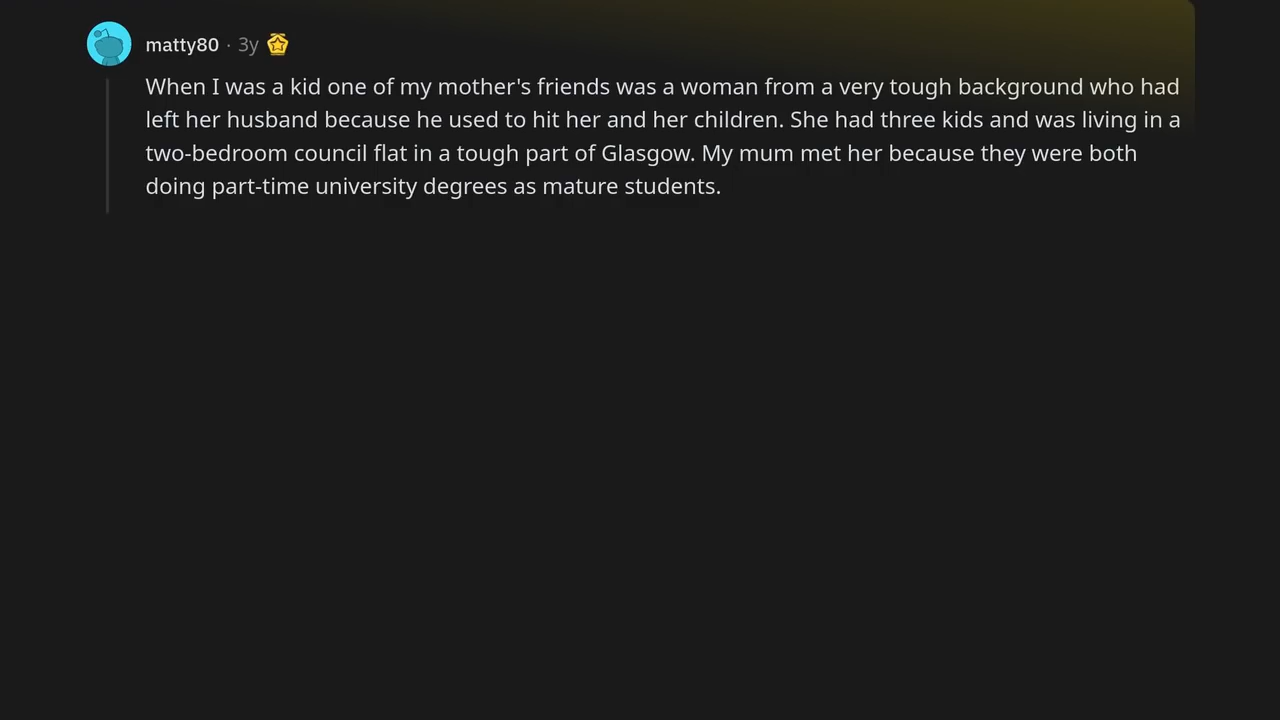 matty80 · 3y
When I was a kid one of my mother's friends was a woman from a very tough background who had
left her husband because he used to hit her and her children. She had three kids and was living in a
two-bedroom council flat in a tough part of Glasgow. My mum met her because they were both
doing part-time university degrees as mature students.